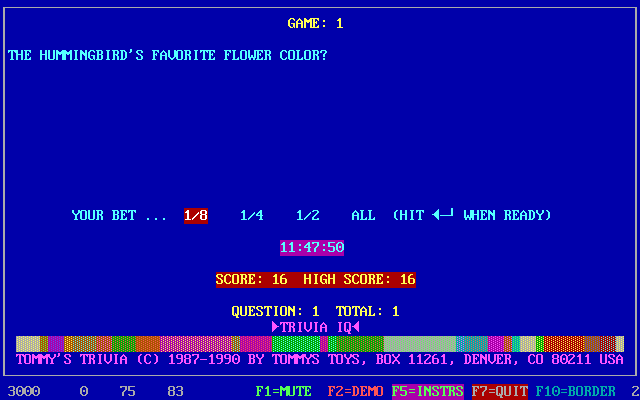 GAME: 1
THE HUMMINGBIRD'S FAVORITE FLOWER COLOR?
YOUR BET ... 1/8 1/4 1/2 ALL (HIT ◄─┘ WHEN READY)
11:47:50
SCORE: 16 HIGH SCORE: 16
QUESTION: 1 TOTAL: 1
►TRIVIA IQ◄
TOMMY'S TRIVIA (C) 1987-1990 BY TOMMYS TOYS, BOX 11261, DENVER, CO 80211 USA
3000 0 75 83 F1=MUTE F2=DEMO F5=INSTRS F7=QUIT F10=BORDER 2